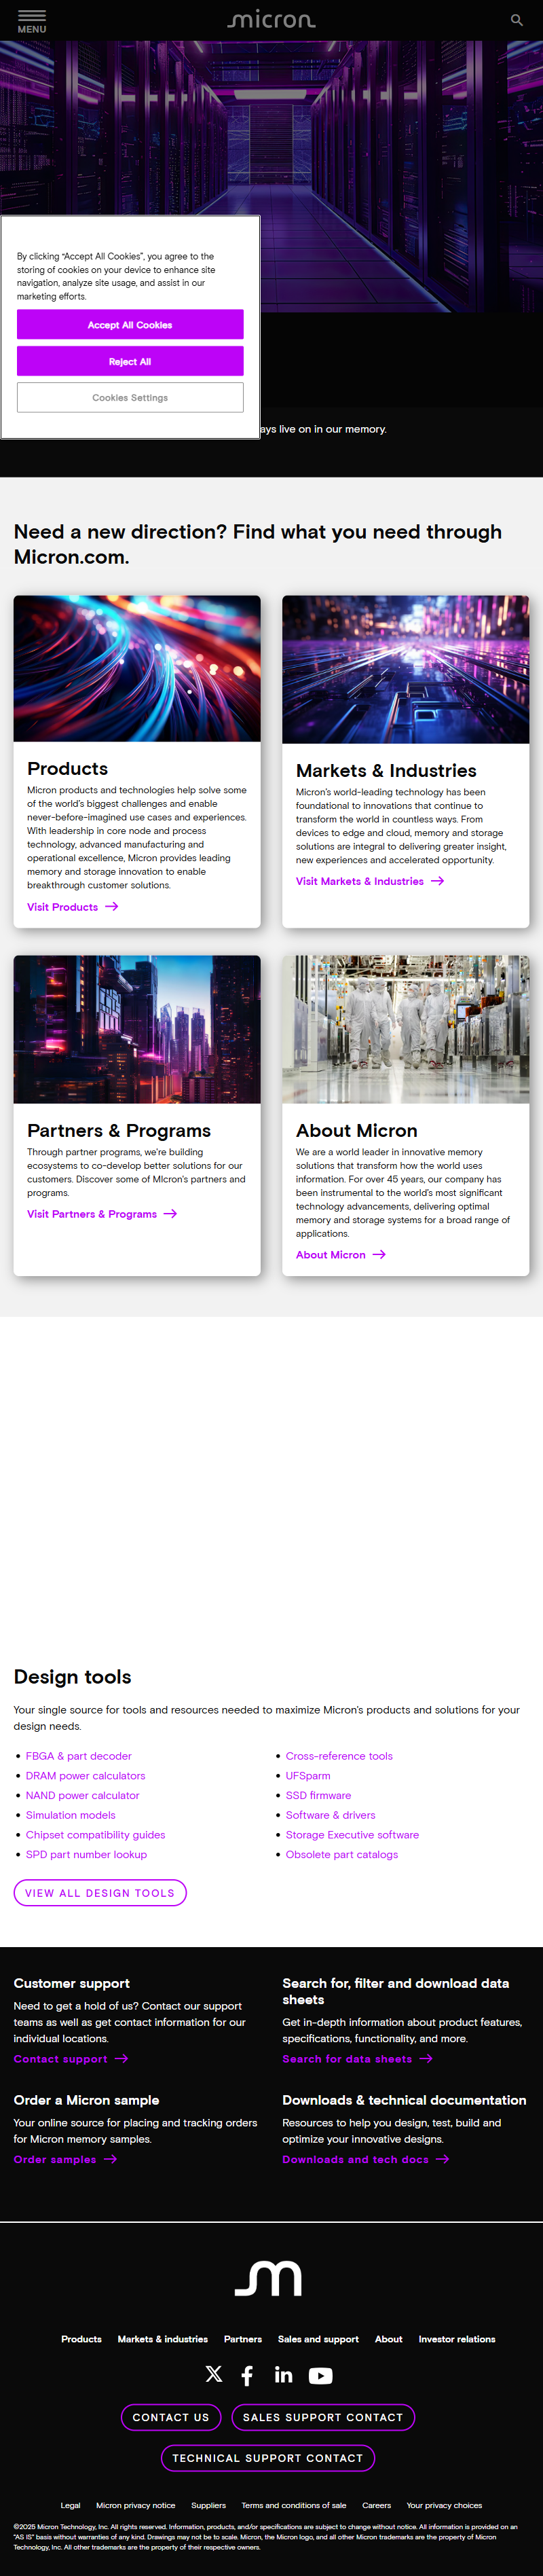 MENU
micron
By clicking “Accept All Cookies”, you agree to the
storing of cookies on your device to enhance site
navigation, analyze site usage, and assist in our
marketing efforts.
Accept All Cookies
Reject All
Cookies Settings
ays live on in our memory.
Need a new direction? Find what you need through
Micron.com.
Products
Micron products and technologies help solve some
of the world’s biggest challenges and enable
never-before-imagined use cases and experiences.
With leadership in core node and process
technology, advanced manufacturing and
operational excellence, Micron provides leading
memory and storage innovation to enable
breakthrough customer solutions.
Visit Products
Markets & Industries
Micron’s world-leading technology has been
foundational to innovations that continue to
transform the world in countless ways. From
devices to edge and cloud, memory and storage
solutions are integral to delivering greater insight,
new experiences and accelerated opportunity.
Visit Markets & Industries
Partners & Programs
Through partner programs, we’re building
ecosystems to co-develop better solutions for our
customers. Discover some of MIcron’s partners and
programs.
Visit Partners & Programs
About Micron
We are a world leader in innovative memory
solutions that transform how the world uses
information. For over 45 years, our company has
been instrumental to the world’s most significant
technology advancements, delivering optimal
memory and storage systems for a broad range of
applications.
About Micron
Design tools
Your single source for tools and resources needed to maximize Micron's products and solutions for your
design needs.
• FBGA & part decoder
• DRAM power calculators
• NAND power calculator
• Simulation models
• Chipset compatibility guides
• SPD part number lookup
• Cross-reference tools
• UFSparm
• SSD firmware
• Software & drivers
• Storage Executive software
• Obsolete part catalogs
VIEW ALL DESIGN TOOLS
Customer support
Need to get a hold of us? Contact our support
teams as well as get contact information for our
individual locations.
Contact support
Search for, filter and download data
sheets
Get in-depth information about product features,
specifications, functionality, and more.
Search for data sheets
Order a Micron sample
Your online source for placing and tracking orders
for Micron memory samples.
Order samples
Downloads & technical documentation
Resources to help you design, test, build and
optimize your innovative designs.
Downloads and tech docs
m
Products Markets & industries Partners Sales and support About Investor relations
CONTACT US SALES SUPPORT CONTACT
TECHNICAL SUPPORT CONTACT
Legal Micron privacy notice Suppliers Terms and conditions of sale Careers Your privacy choices
©2025 Micron Technology, Inc. All rights reserved. Information, products, and/or specifications are subject to change without notice. All information is provided on an
"AS IS" basis without warranties of any kind. Drawings may not be to scale. Micron, the Micron logo, and all other Micron trademarks are the property of Micron
Technology, Inc. All other trademarks are the property of their respective owners.